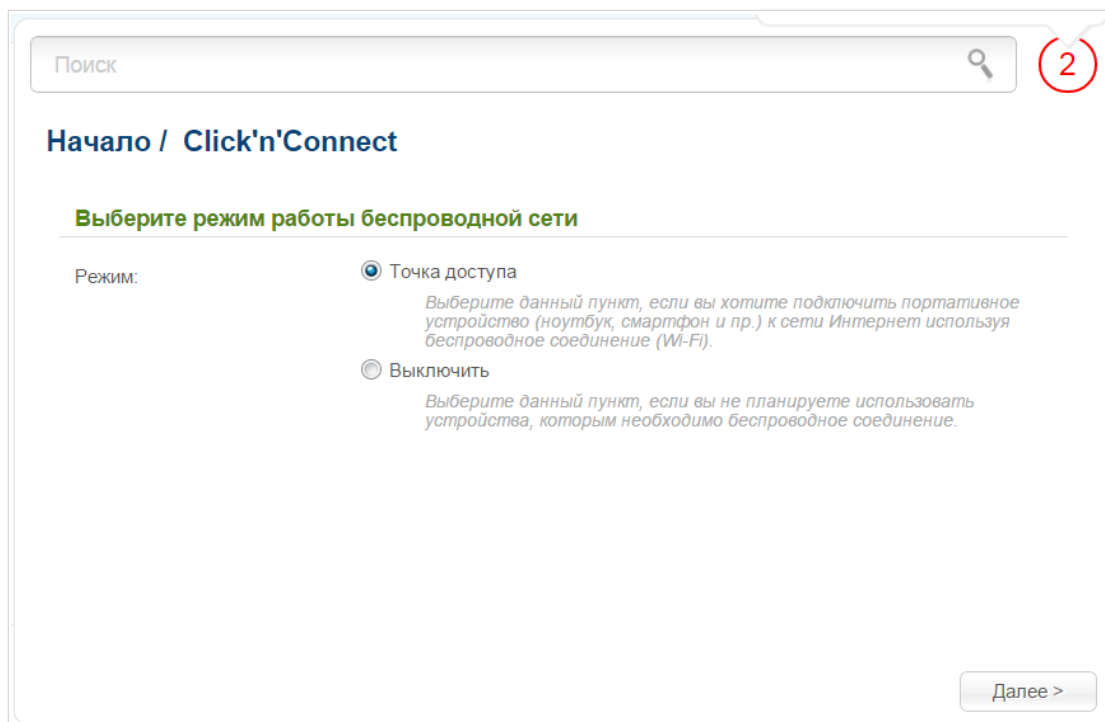 Поиск
2
Начало / Click'n'Connect
Выберите режим работы беспроводной сети
Режим:
Точка доступа
Выберите данный пункт, если вы хотите подключить портативное
устройство (ноутбук, смартфон и пр.) к сети Интернет используя
беспроводное соединение (Wi-Fi).
Выключить
Выберите данный пункт, если вы не планируете использовать
устройства, которым необходимо беспроводное соединение.
Далее >